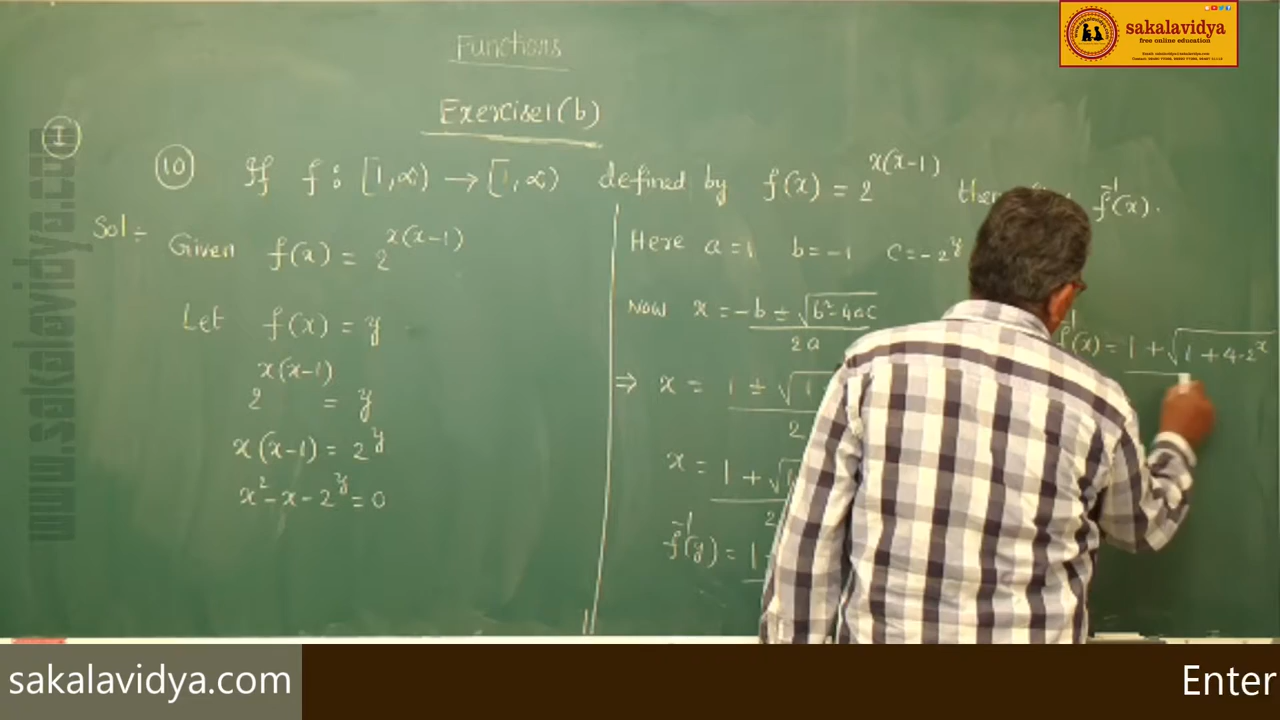 sakalavidya
free online education
Functions
Exercise1(b)
I
10 If f : [1,∞) → [1,∞) defined by f(x) = 2^{x(x-1)} f^{-1}(x).
Sol:-
Given f(x) = 2^{x(x-1)}
Let f(x) = y
2^{x(x-1)} = y
x(x-1) = 2^y
x^2-x-2^y=0
Here a=1 b=-1 c=-2^y
Now x = -b ± √b²-4ac
2a
⇒ x = 1 ± √1
2
x = 1 + √
2
f^{-1}(y) = 1
f^{-1}(x) = 1 + √1 + 4·2^x
www.sakalavidya.com
sakalavidya.com
Enter